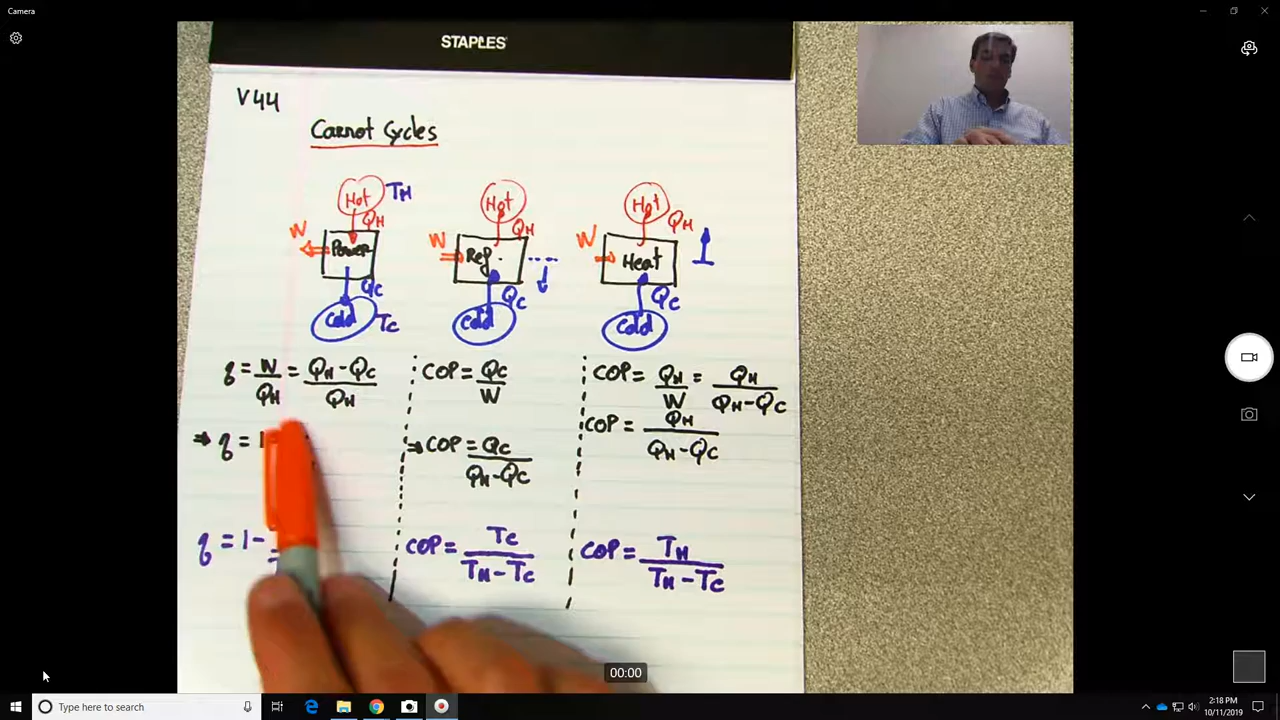 Camera
STAPLES
V44
Carnot Cycles
Hot TH
QH
W
Power
QC
Cold TC
Hot
QH
W
Ref.
QC
Cold
Hot
QH
W
Heat
QC
Cold
η = W/QH = (QH-QC)/QH
⇒ η = 1
η = 1-
COP = QC/W
⇒ COP = QC/(QH-QC)
COP = TC/(TH-TC)
COP = QH/W = QH/(QH-QC)
COP = QH/(QH-QC)
COP = TH/(TH-TC)
00:00
Type here to search
2:18 PM
10/11/2019